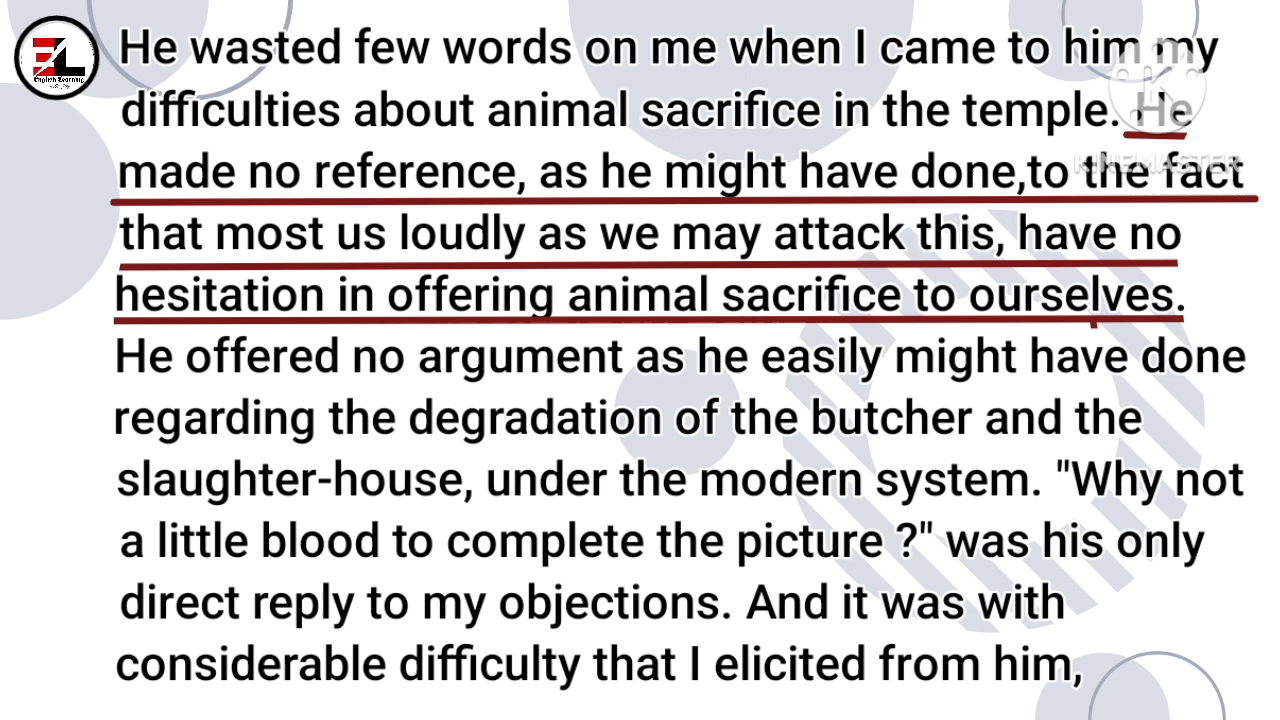 He wasted few words on me when I came to him my
difficulties about animal sacrifice in the temple. He
made no reference, as he might have done,to the fact
that most us loudly as we may attack this, have no
hesitation in offering animal sacrifice to ourselves.
He offered no argument as he easily might have done
regarding the degradation of the butcher and the
slaughter-house, under the modern system. "Why not
a little blood to complete the picture ?" was his only
direct reply to my objections. And it was with
considerable difficulty that I elicited from him,
EL
English Learning
KINEMASTER